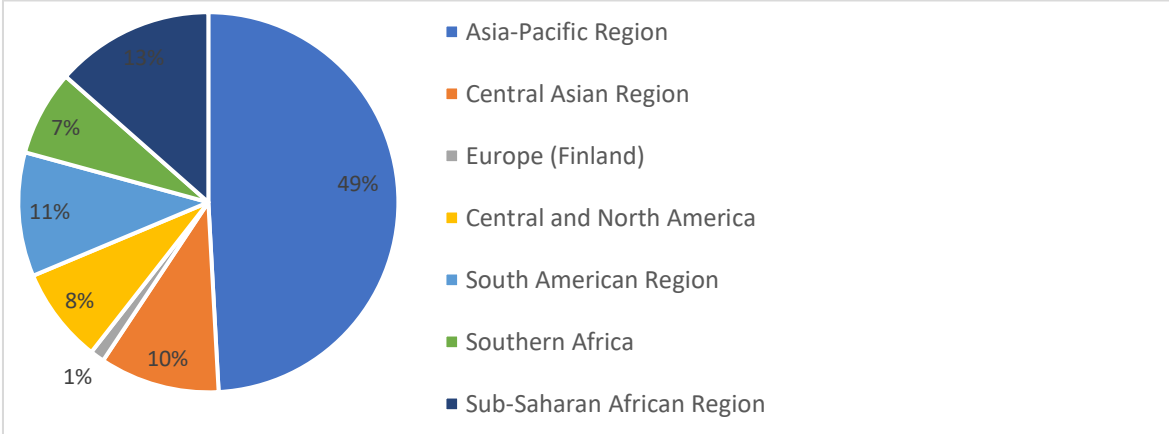 Asia-Pacific Region
Central Asian Region
Europe (Finland)
Central and North America
South American Region
Southern Africa
Sub-Saharan African Region
13%
7%
49%
11%
8%
10%
1%